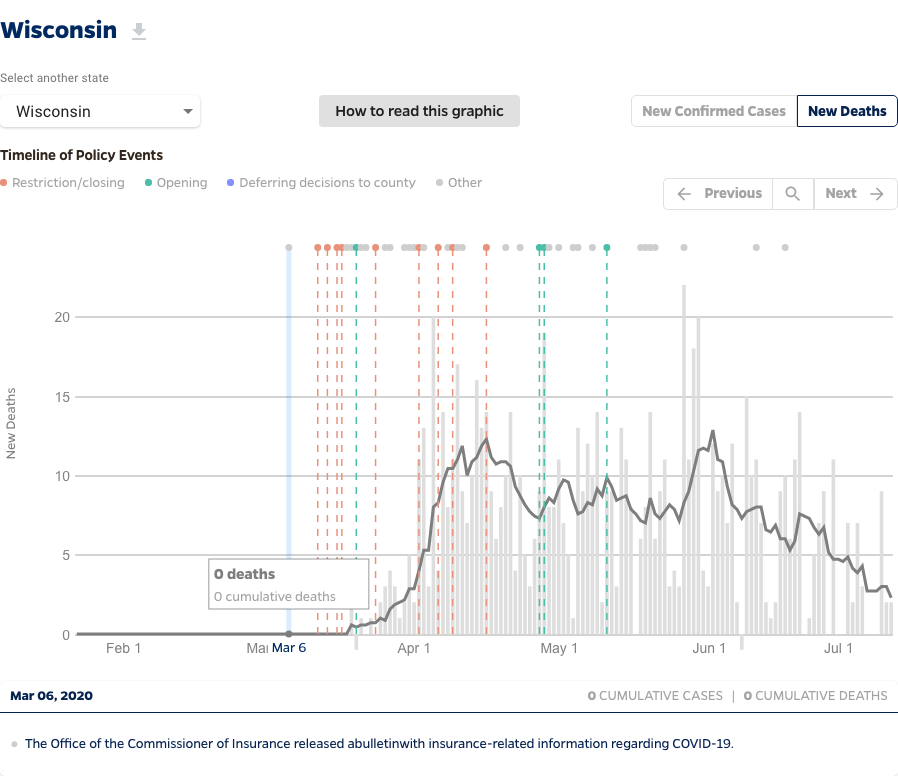 Wisconsin
Select another state
Wisconsin
How to read this graphic
New Confirmed Cases New Deaths
Timeline of Policy Events
Restriction/closing Opening Deferring decisions to county Other
Previous Next
20
15
10
5
0
New Deaths
0 deaths
0 cumulative deaths
Feb 1 Mar Mar 6 Apr 1 May 1 Jun 1 Jul 1
Mar 06, 2020 0 CUMULATIVE CASES | 0 CUMULATIVE DEATHS
The Office of the Commissioner of Insurance released abulletinwith insurance-related information regarding COVID-19.